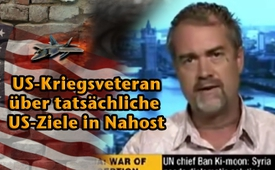 US-Kriegsveteran
über tatsächliche
US-Ziele in Nahost
WAR OF
UN chief Ban Ki-moon: Syria